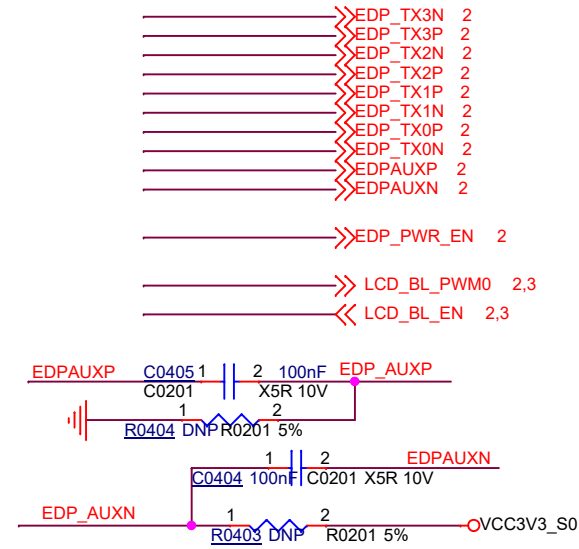 EDP_TX3N 2
EDP_TX3P 2
EDP_TX2N 2
EDP_TX2P 2
EDP_TX1P 2
EDP_TX1N 2
EDP_TX0P 2
EDP_TX0N 2
EDPAUXP 2
EDPAUXN 2
EDP_PWR_EN 2
LCD_BL_PWM0 2,3
LCD_BL_EN 2,3
EDPAUXP C0405 1 2 100nF EDP_AUXP
C0201 X5R 10V
1 2
R0404 DNP R0201 5%
1 2 EDPAUXN
C0404 100nF C0201 X5R 10V
EDP_AUXN 1 2 VCC3V3_S0
R0403 DNP R0201 5%